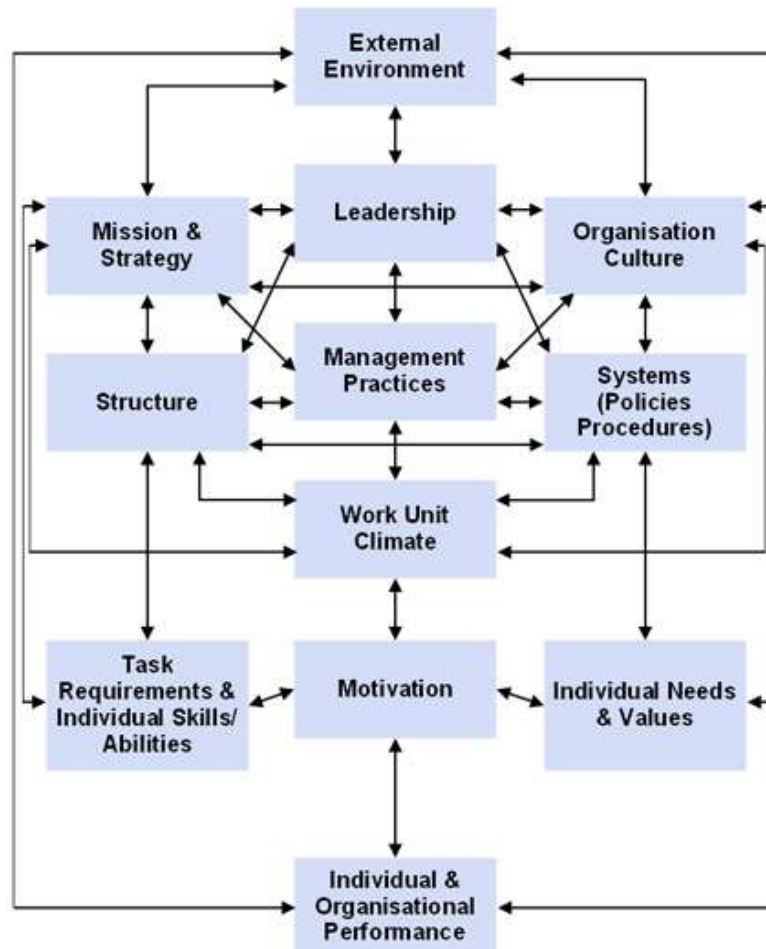 External
Environment
Leadership
Mission &
Strategy
Organisation
Culture
Management
Practices
Structure
Systems
(Policies
Procedures)
Work Unit
Climate
Task
Requirements &
Individual Skills/
Abilities
Motivation
Individual Needs
& Values
Individual &
Organisational
Performance